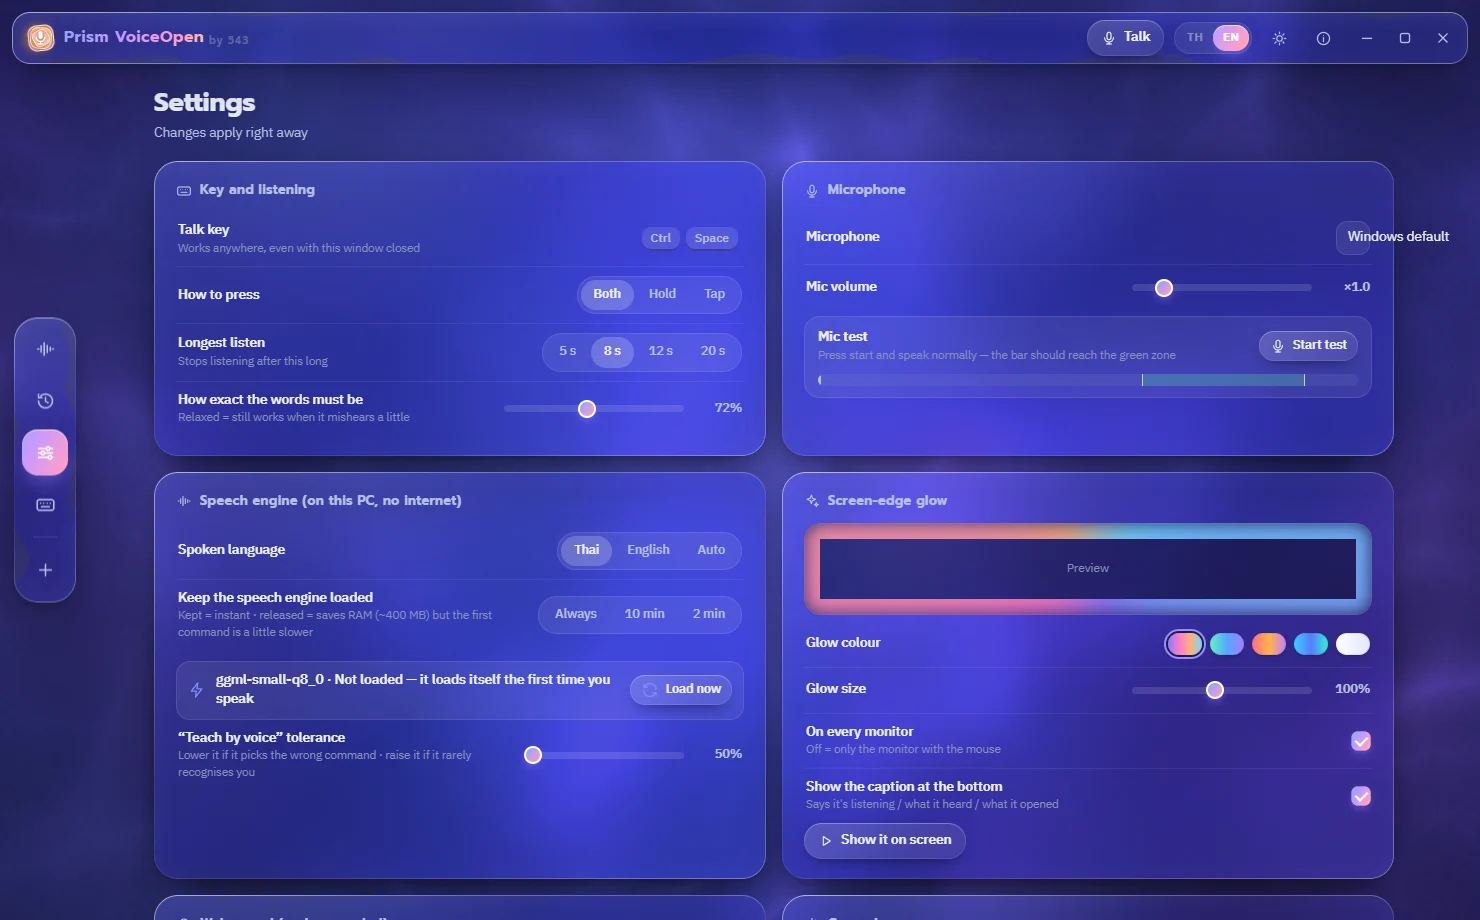 Prism VoiceOpen by 543
Talk
TH EN
Settings
Changes apply right away
Key and listening
Talk key
Works anywhere, even with this window closed
Ctrl Space
How to press
Both Hold Tap
Longest listen
Stops listening after this long
5 s 8 s 12 s 20 s
How exact the words must be
Relaxed = still works when it mishears a little
72%
Microphone
Microphone
Windows default
Mic volume
×1.0
Mic test
Press start and speak normally — the bar should reach the green zone
Start test
Speech engine (on this PC, no internet)
Spoken language
Thai English Auto
Keep the speech engine loaded
Kept = instant · released = saves RAM (~400 MB) but the first
command is a little slower
Always 10 min 2 min
ggml-small-q8_0 · Not loaded — it loads itself the first time you
speak
Load now
“Teach by voice” tolerance
Lower it if it picks the wrong command · raise it if it rarely
recognises you
50%
Screen-edge glow
Preview
Glow colour
Glow size
100%
On every monitor
Off = only the monitor with the mouse
Show the caption at the bottom
Says it's listening / what it heard / what it opened
Show it on screen